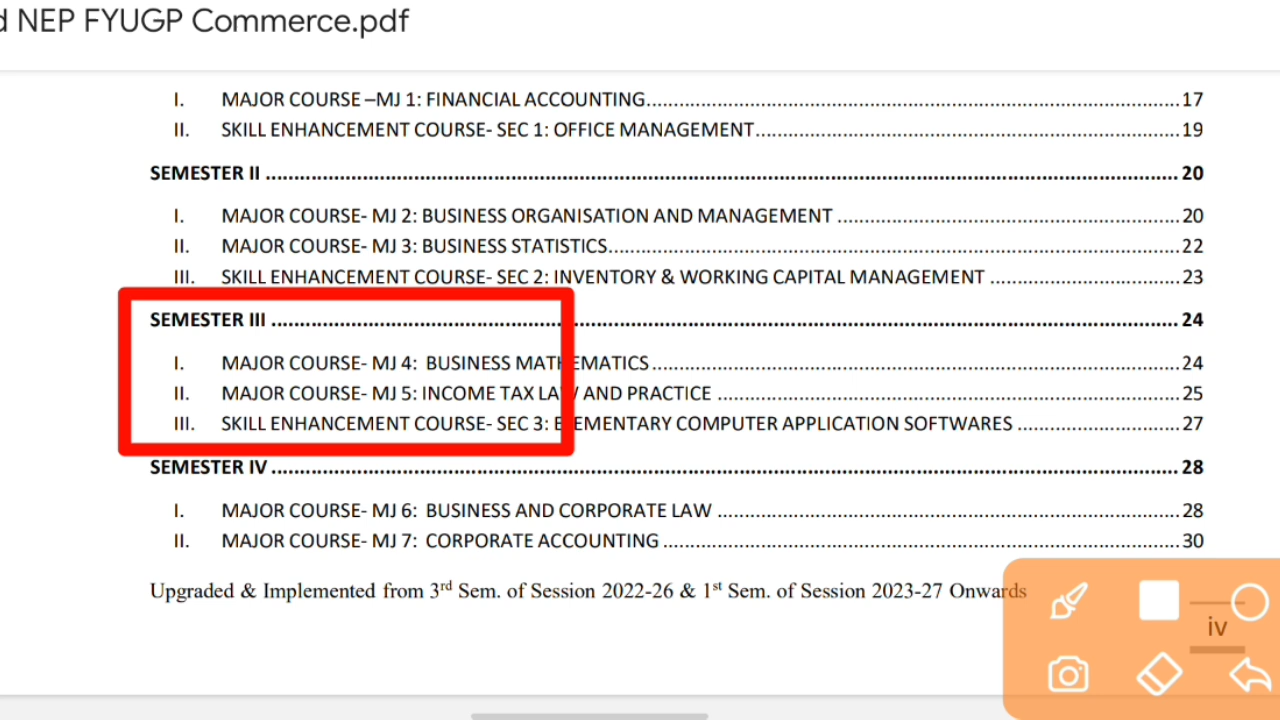 d NEP FYUGP Commerce.pdf
I. MAJOR COURSE –MJ 1: FINANCIAL ACCOUNTING 17
II. SKILL ENHANCEMENT COURSE- SEC 1: OFFICE MANAGEMENT 19
SEMESTER II 20
I. MAJOR COURSE- MJ 2: BUSINESS ORGANISATION AND MANAGEMENT 20
II. MAJOR COURSE- MJ 3: BUSINESS STATISTICS 22
III. SKILL ENHANCEMENT COURSE- SEC 2: INVENTORY & WORKING CAPITAL MANAGEMENT 23
SEMESTER III 24
I. MAJOR COURSE- MJ 4: BUSINESS MATHEMATICS 24
II. MAJOR COURSE- MJ 5: INCOME TAX LAW AND PRACTICE 25
III. SKILL ENHANCEMENT COURSE- SEC 3: ELEMENTARY COMPUTER APPLICATION SOFTWARES 27
SEMESTER IV 28
I. MAJOR COURSE- MJ 6: BUSINESS AND CORPORATE LAW 28
II. MAJOR COURSE- MJ 7: CORPORATE ACCOUNTING 30
Upgraded & Implemented from 3rd Sem. of Session 2022-26 & 1st Sem. of Session 2023-27 Onwards
iv